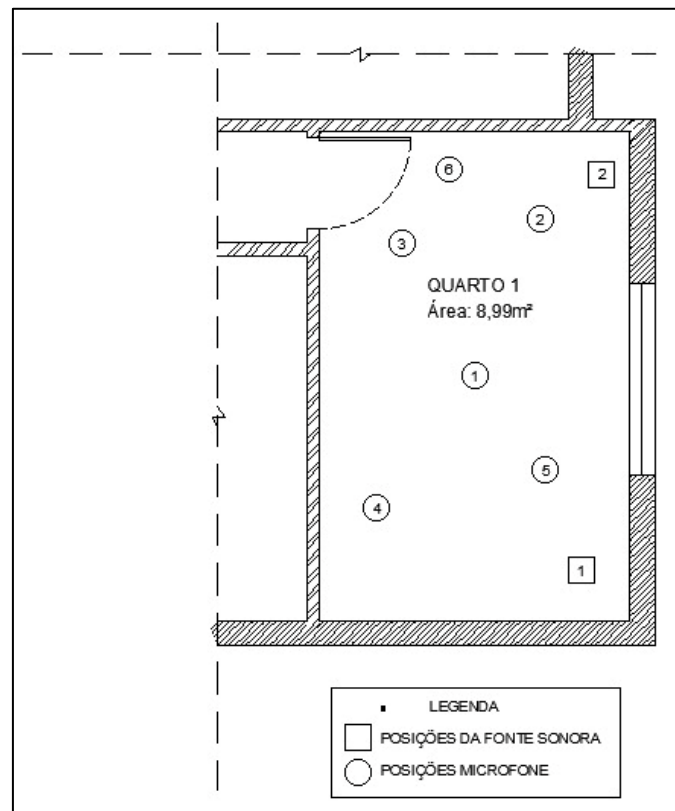 6
2
2
3
QUARTO 1
Área: 8,99m²
1
5
4
1
LEGENDA
POSIÇÕES DA FONTE SONORA
POSIÇÕES MICROFONE